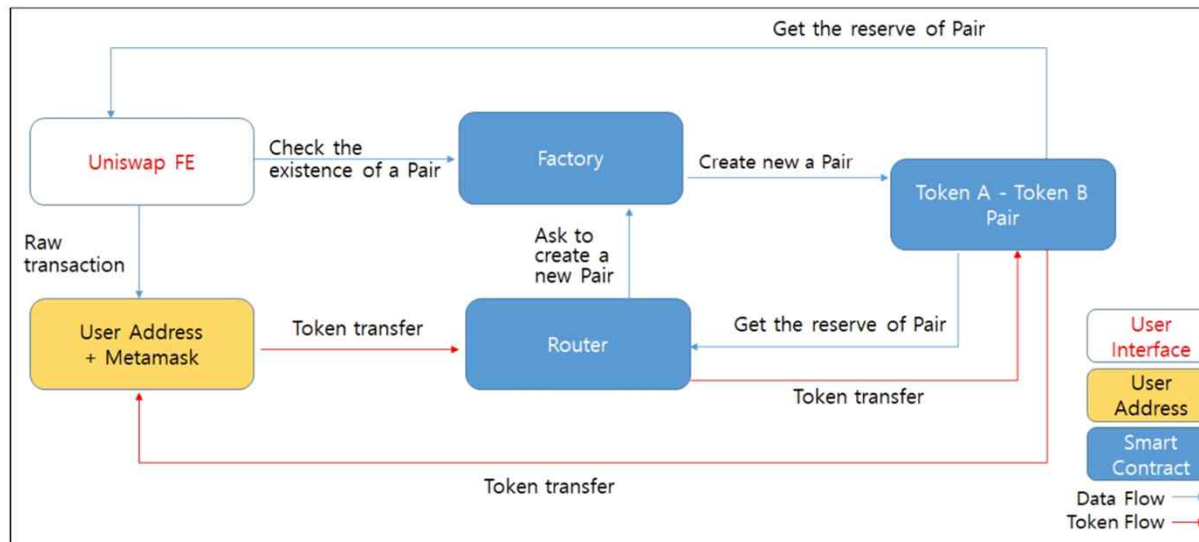 Get the reserve of Pair
Uniswap FE
Check the
existence of a Pair
Factory
Create new a Pair
Token A - Token B
Pair
Raw
transaction
Ask to
create a
new Pair
User Address
+ Metamask
Token transfer
Router
Get the reserve of Pair
Token transfer
Token transfer
User
Interface
User
Address
Smart
Contract
Data Flow
Token Flow